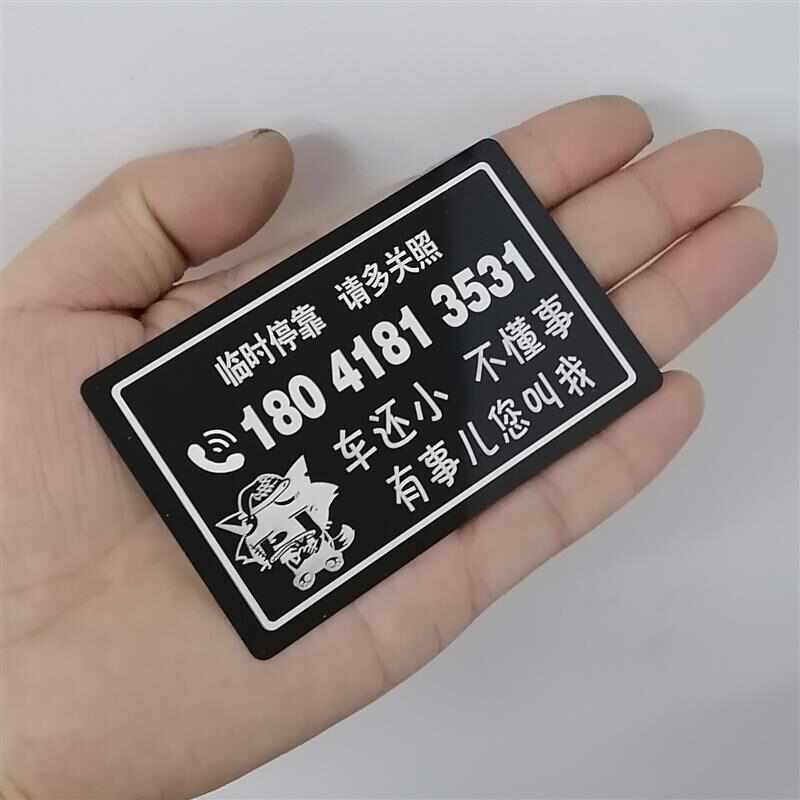 临时停靠 请多关照
180 4181 3531
车还小 不懂事
有事儿您叫我